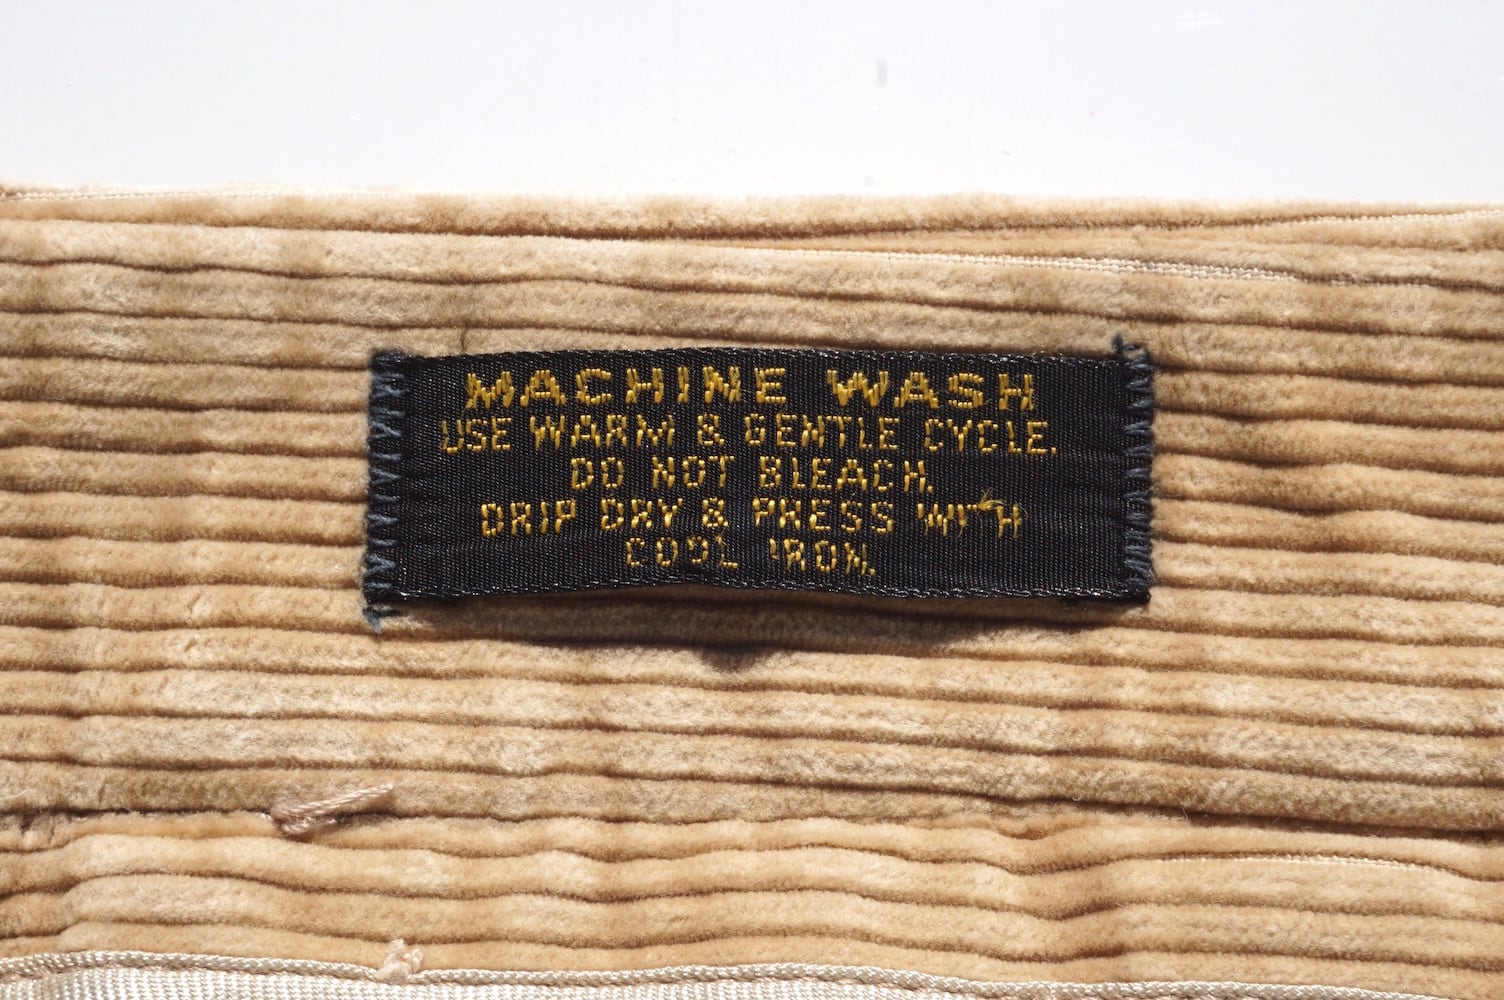 MACHINE WASH
USE WARM & GENTLE CYCLE.
DO NOT BLEACH.
DRIP DRY & PRESS WITH
COOL IRON.